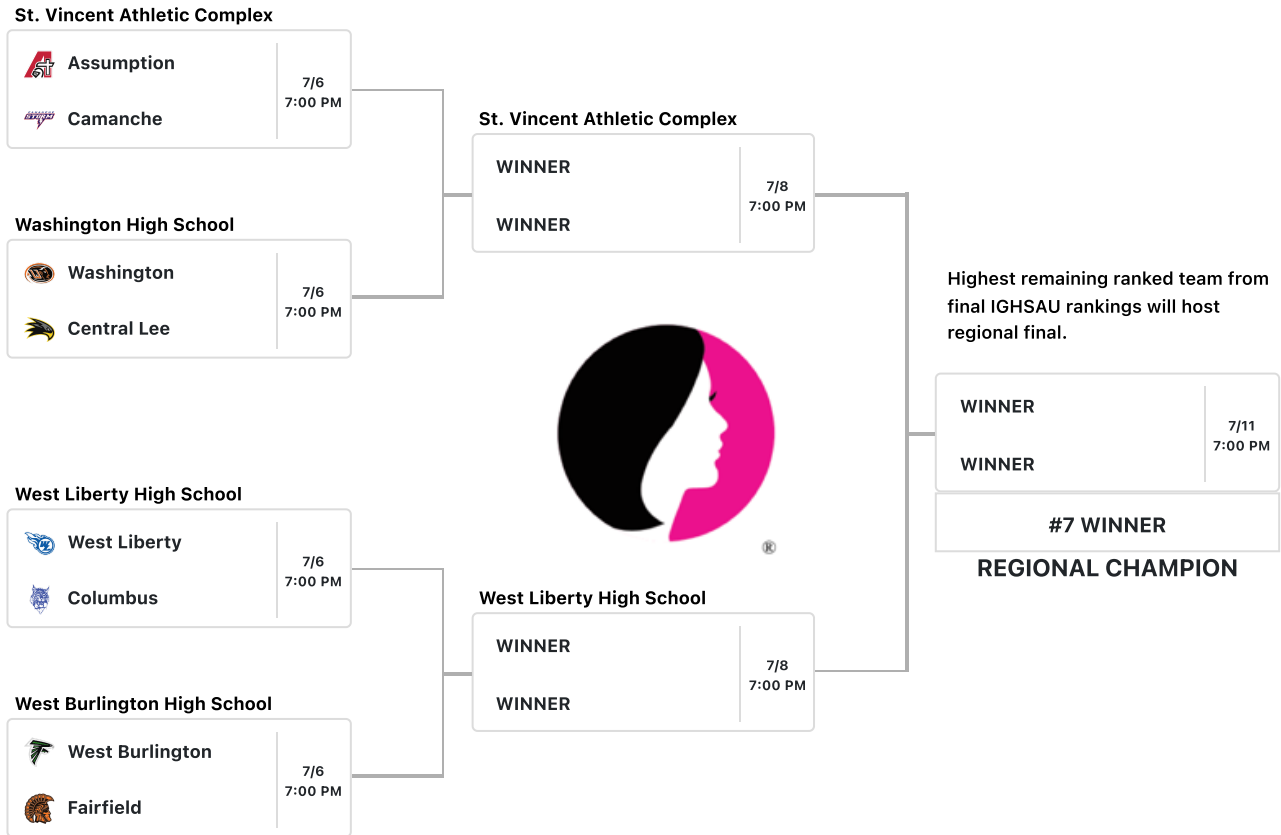 St. Vincent Athletic Complex
Assumption
7/6
7:00 PM
Camanche
Washington High School
Washington
7/6
7:00 PM
Central Lee
West Liberty High School
West Liberty
7/6
7:00 PM
Columbus
West Burlington High School
West Burlington
7/6
7:00 PM
Fairfield
St. Vincent Athletic Complex
WINNER
7/8
7:00 PM
WINNER
®
West Liberty High School
WINNER
7/8
7:00 PM
WINNER
Highest remaining ranked team from
final IGHSAU rankings will host
regional final.
WINNER
7/11
7:00 PM
WINNER
#7 WINNER
REGIONAL CHAMPION